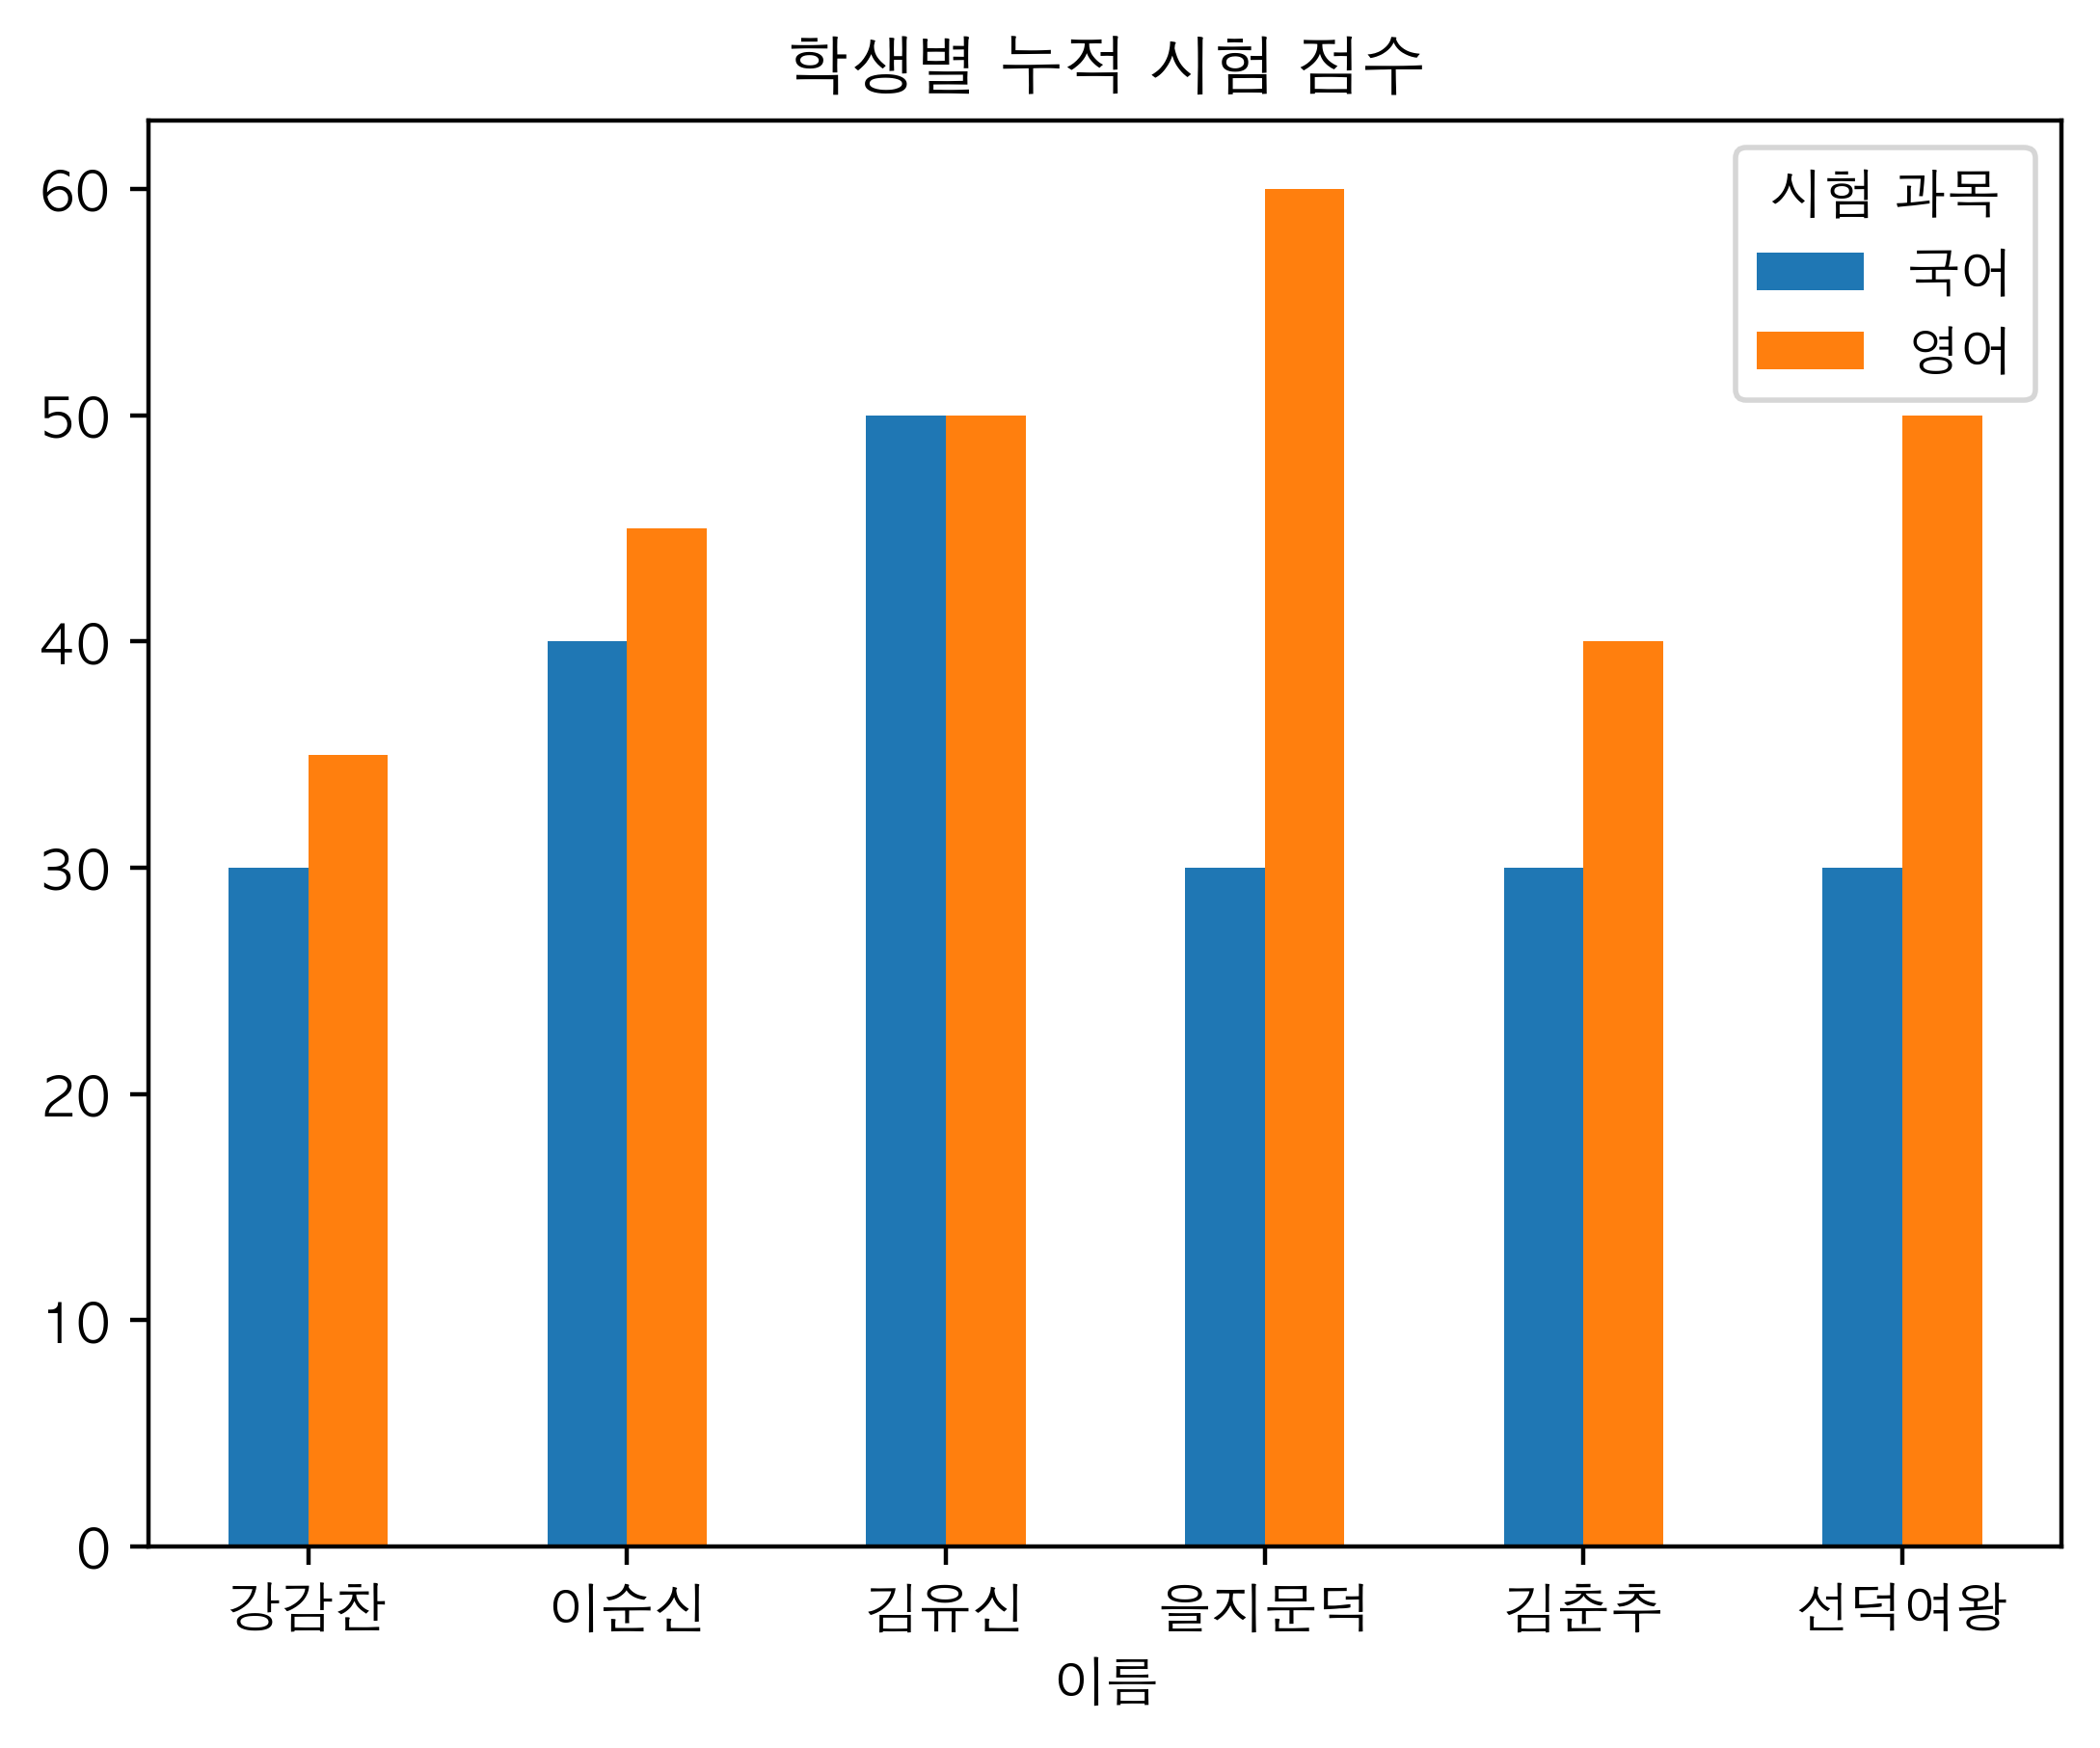 학생별 누적 시험 점수
시험 과목
국어
영어
60
50
40
30
20
10
0
강감찬 이순신 김유신 을지문덕 김춘추 선덕여왕
이름